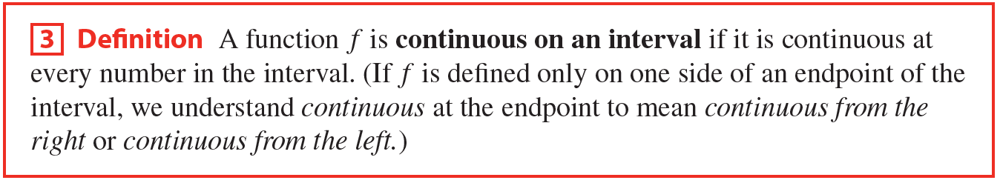 3 Definition A function f is continuous on an interval if it is continuous at
every number in the interval. (If f is defined only on one side of an endpoint of the
interval, we understand continuous at the endpoint to mean continuous from the
right or continuous from the left.)